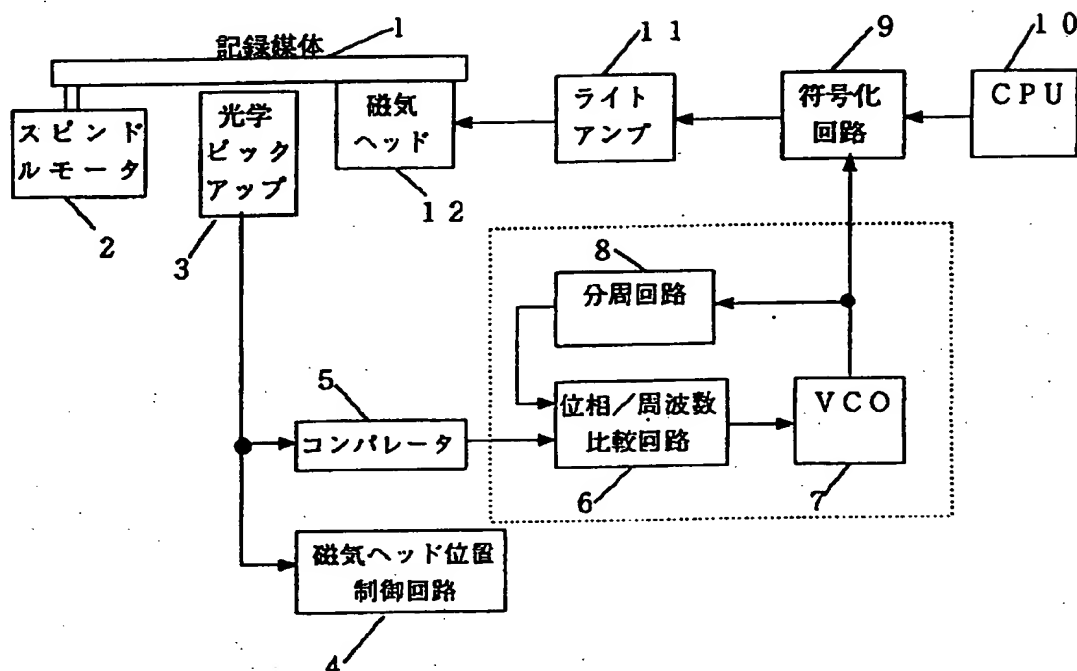 1
記録媒体
スピンド
ルモータ
2
光学
ピック
アップ
3
磁気
ヘッド
12
ライト
アンプ
11
符号化
回路
9
CPU
10
8
分周回路
5
コンパレータ
位相/周波数
比較回路
6
VCO
7
磁気ヘッド位置
制御回路
4